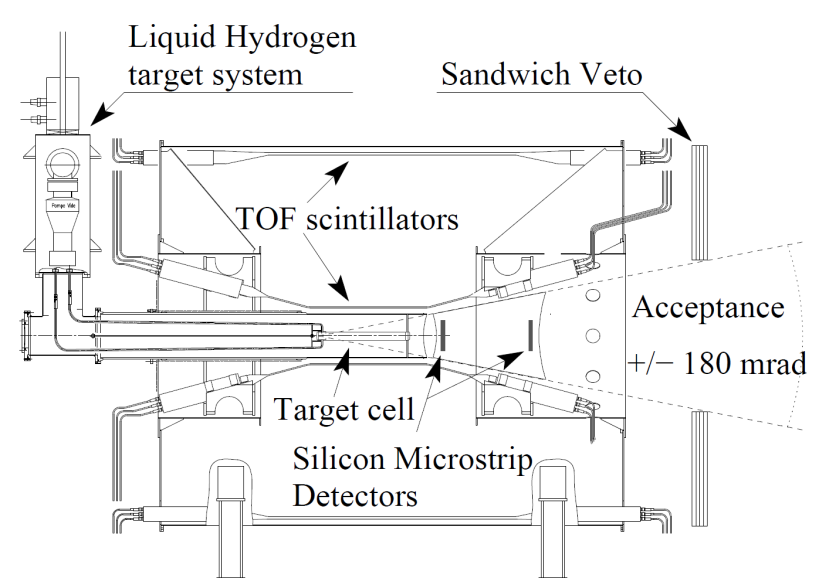 Liquid Hydrogen
target system
Sandwich Veto
Pompe Vide
TOF scintillators
Acceptance
+/− 180 mrad
Target cell
Silicon Microstrip
Detectors